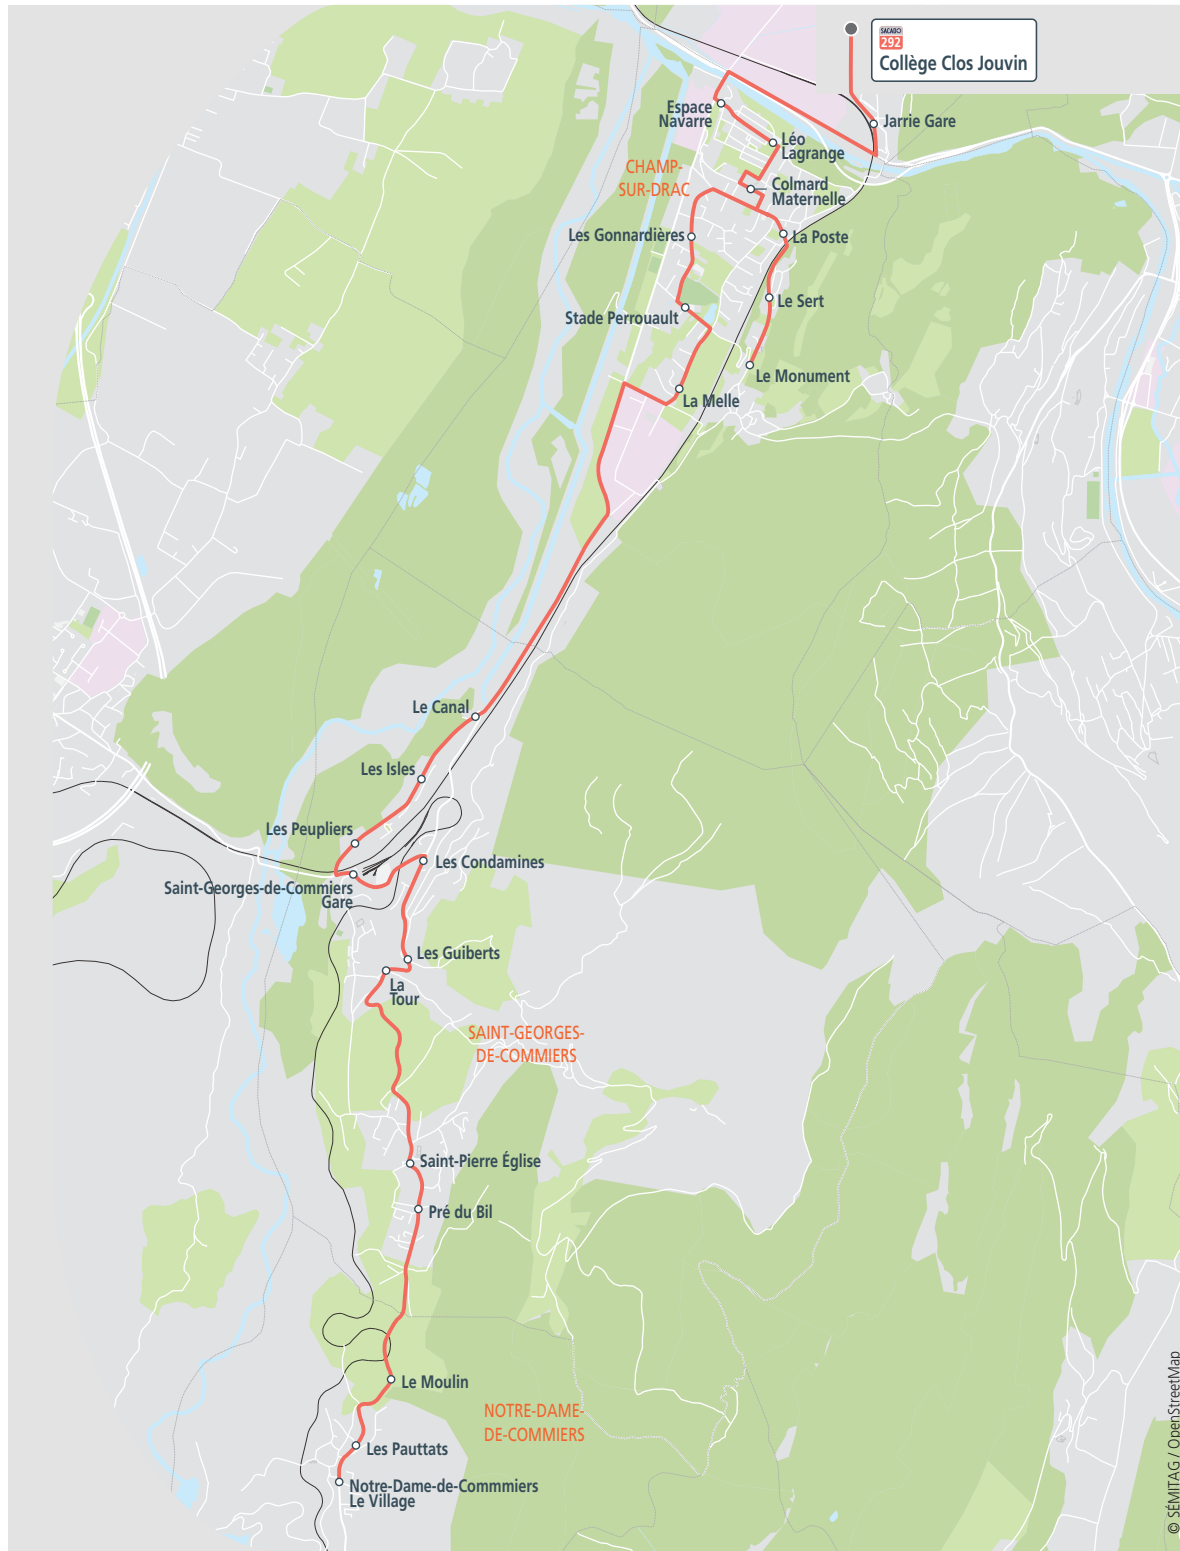 SACADO
292
Collège Clos Jouvin
Jarrie Gare
Espace
Navarre
Léo
Lagrange
CHAMP-
SUR-DRAC
Colmard
Maternelle
Les Gonnardières
La Poste
Le Sert
Stade Perrouault
Le Monument
La Melle
Le Canal
Les Isles
Les Peupliers
Les Condamines
Saint-Georges-de-Commiers
Gare
Les Guiberts
La
Tour
SAINT-GEORGES-
DE-COMMIERS
Saint-Pierre Église
Pré du Bil
Le Moulin
NOTRE-DAME-
DE-COMMIERS
Les Pauttats
Notre-Dame-de-Commmiers
Le Village
© SÉMITAG / OpenStreetMap